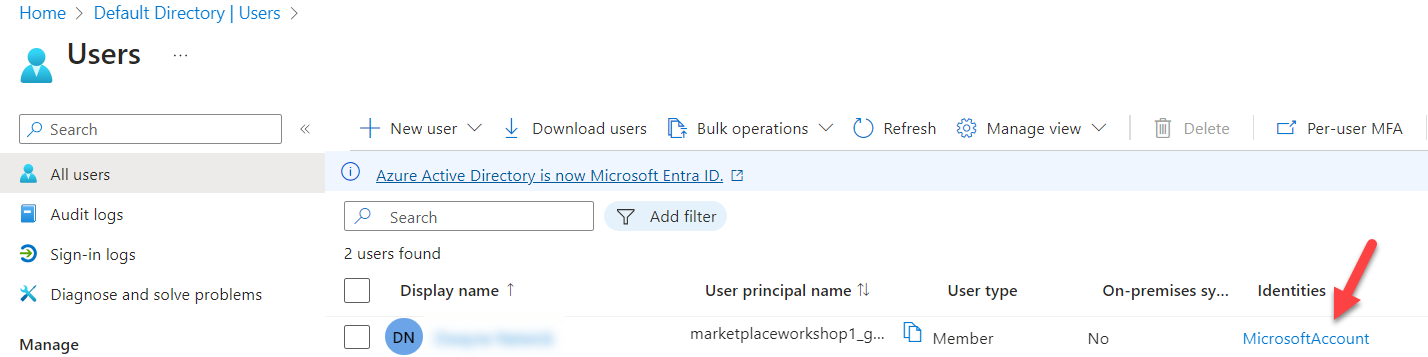 Home > Default Directory | Users >
Users ...
Search «
New user Download users Bulk operations Refresh Manage view Delete Per-user MFA
All users
Azure Active Directory is now Microsoft Entra ID.
Audit logs
Search Add filter
Sign-in logs
2 users found
Diagnose and solve problems
Display name ↑ User principal name ↑↓ User type On-premises sy... Identities
Manage
DN marketplaceworkshop1_g... Member No MicrosoftAccount